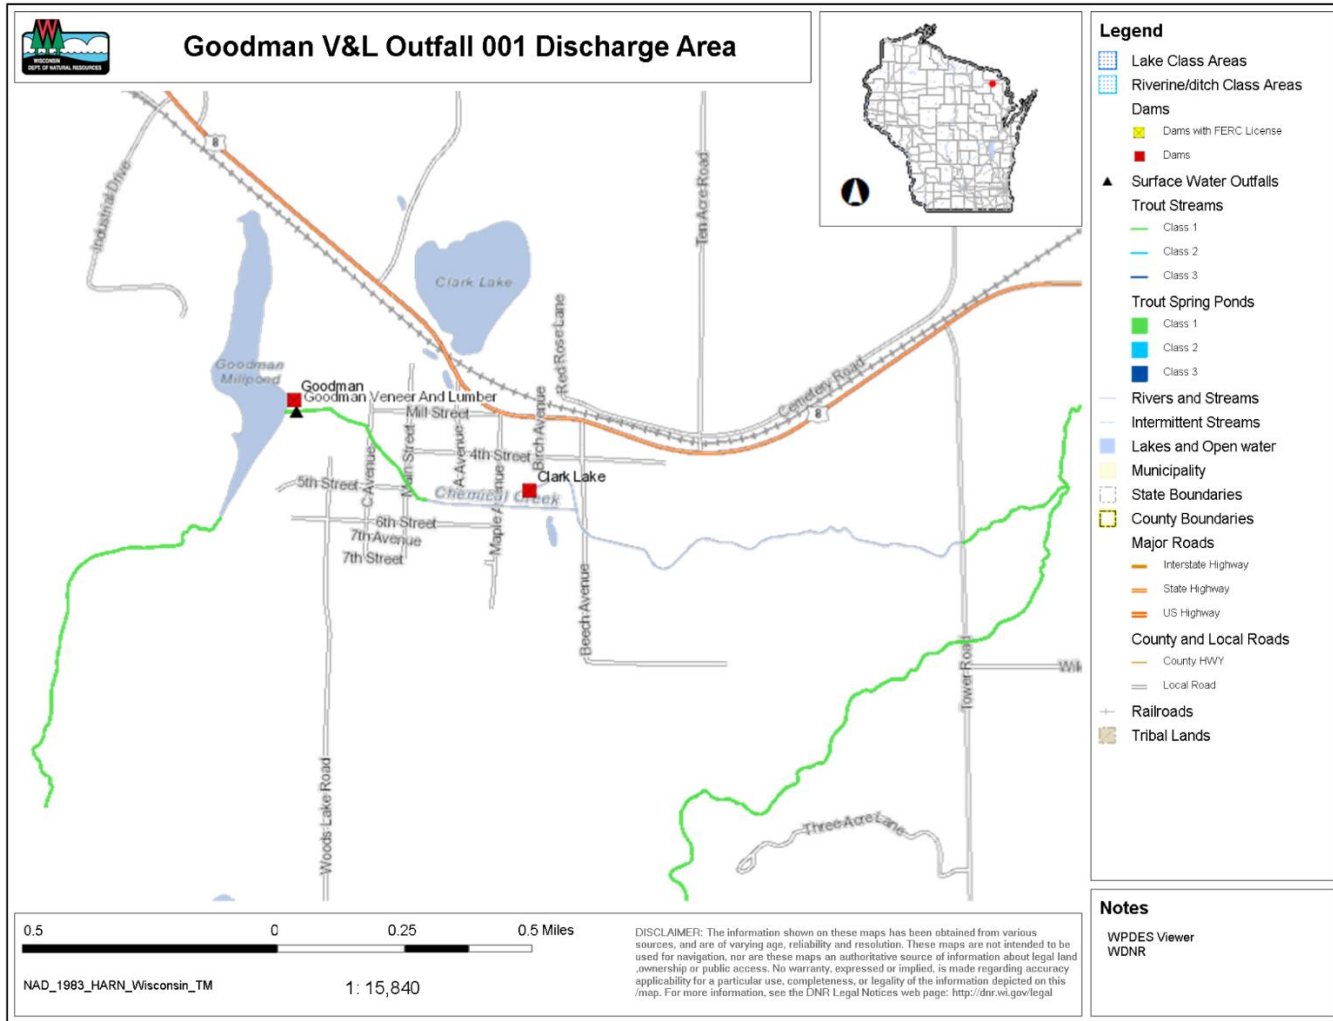 WISCONSIN
DEPT. OF NATURAL RESOURCES
Goodman V&L Outfall 001 Discharge Area
8
Industrial Drive
Clark Lake
Ten Acre Road
Red Rose Lane
Goodman
Millpond
Goodman
Goodman Veneer And Lumber
Mill Street
Cemetery Road
8
C Avenue
Main Street
A Avenue
Maple Avenue
Birch Avenue
4th Street
Clark Lake
5th Street
Chemical Creek
6th Street
7th Avenue
7th Street
Beech Avenue
Tower Road
Wil
Woods Lake Road
Three Acre Lane
Legend
Lake Class Areas
Riverine/ditch Class Areas
Dams
Dams with FERC License
Dams
Surface Water Outfalls
Trout Streams
Class 1
Class 2
Class 3
Trout Spring Ponds
Class 1
Class 2
Class 3
Rivers and Streams
Intermittent Streams
Lakes and Open water
Municipality
State Boundaries
County Boundaries
Major Roads
Interstate Highway
State Highway
US Highway
County and Local Roads
County HWY
Local Road
Railroads
Tribal Lands
Notes
WPDES Viewer
WDNR
0.5 0 0.25 0.5 Miles
NAD_1983_HARN_Wisconsin_TM
1: 15,840
DISCLAIMER: The information shown on these maps has been obtained from various
sources, and are of varying age, reliability and resolution. These maps are not intended to be
used for navigation, nor are these maps an authoritative source of information about legal land
,ownership or public access. No warranty, expressed or implied, is made regarding accuracy
applicability for a particular use, completeness, or legality of the information depicted on this
/map. For more information, see the DNR Legal Notices web page: http://dnr.wi.gov/legal